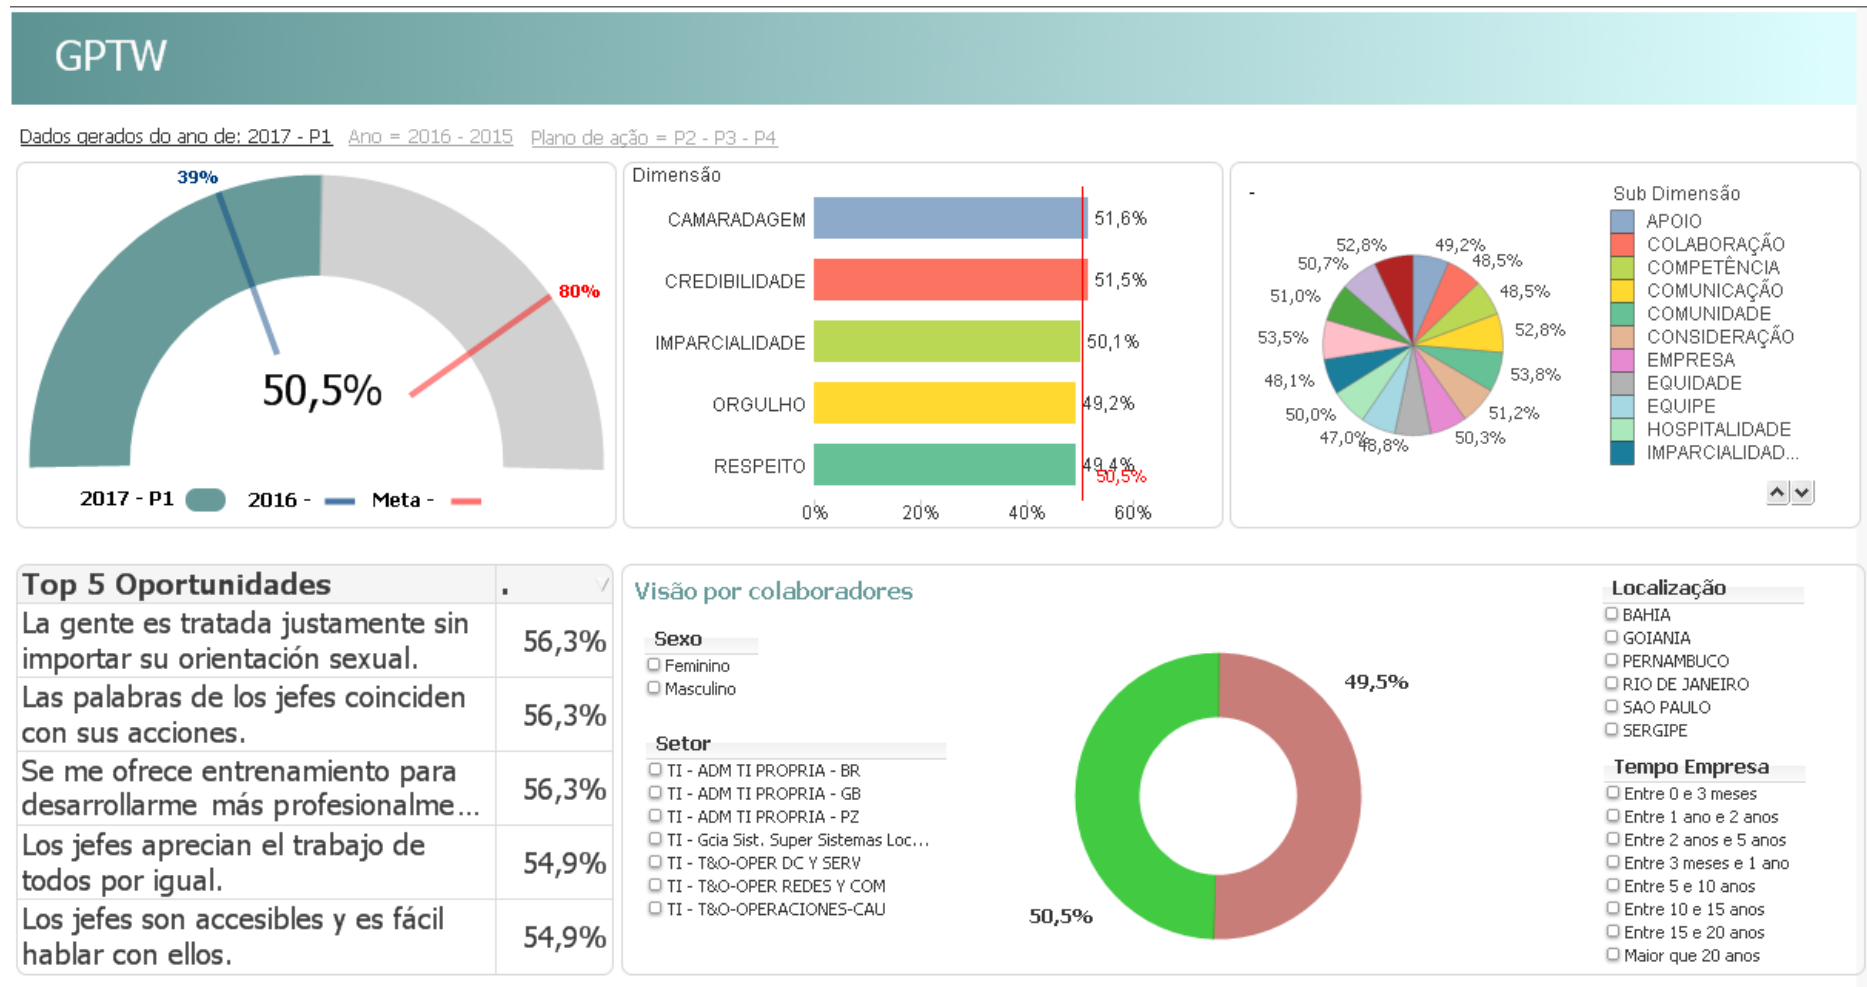 GPTW
Dados gerados do ano de: 2017 - P1 Ano = 2016 - 2015 Plano de ação = P2 - P3 - P4
39%
80%
50,5%
2017 - P1 2016 - Meta -
Dimensão
CAMARADAGEM 51,6%
CREDIBILIDADE 51,5%
IMPARCIALIDADE 50,1%
ORGULHO 49,2%
RESPEITO 49,4%
50,5%
0% 20% 40% 60%
-
52,8% 49,2%
50,7% 48,5%
51,0% 48,5%
53,5% 52,8%
48,1% 53,8%
50,0% 51,2%
47,0% 48,8% 50,3%
Sub Dimensão
APOIO
COLABORAÇÃO
COMPETÊNCIA
COMUNICAÇÃO
COMUNIDADE
CONSIDERAÇÃO
EMPRESA
EQUIDADE
EQUIPE
HOSPITALIDADE
IMPARCIALIDAD...
Top 5 Oportunidades .
La gente es tratada justamente sin
importar su orientación sexual. 56,3%
Las palabras de los jefes coinciden
con sus acciones. 56,3%
Se me ofrece entrenamiento para
desarrollarme más profesionalme... 56,3%
Los jefes aprecian el trabajo de
todos por igual. 54,9%
Los jefes son accesibles y es fácil
hablar con ellos. 54,9%
Visão por colaboradores
Sexo
Feminino
Masculino
Setor
TI - ADM TI PROPRIA - BR
TI - ADM TI PROPRIA - GB
TI - ADM TI PROPRIA - PZ
TI - Gcia Sist. Super Sistemas Loc...
TI - T&O-OPER DC Y SERV
TI - T&O-OPER REDES Y COM
TI - T&O-OPERACIONES-CAU
49,5%
50,5%
Localização
BAHIA
GOIANIA
PERNAMBUCO
RIO DE JANEIRO
SAO PAULO
SERGIPE
Tempo Empresa
Entre 0 e 3 meses
Entre 1 ano e 2 anos
Entre 2 anos e 5 anos
Entre 3 meses e 1 ano
Entre 5 e 10 anos
Entre 10 e 15 anos
Entre 15 e 20 anos
Maior que 20 anos